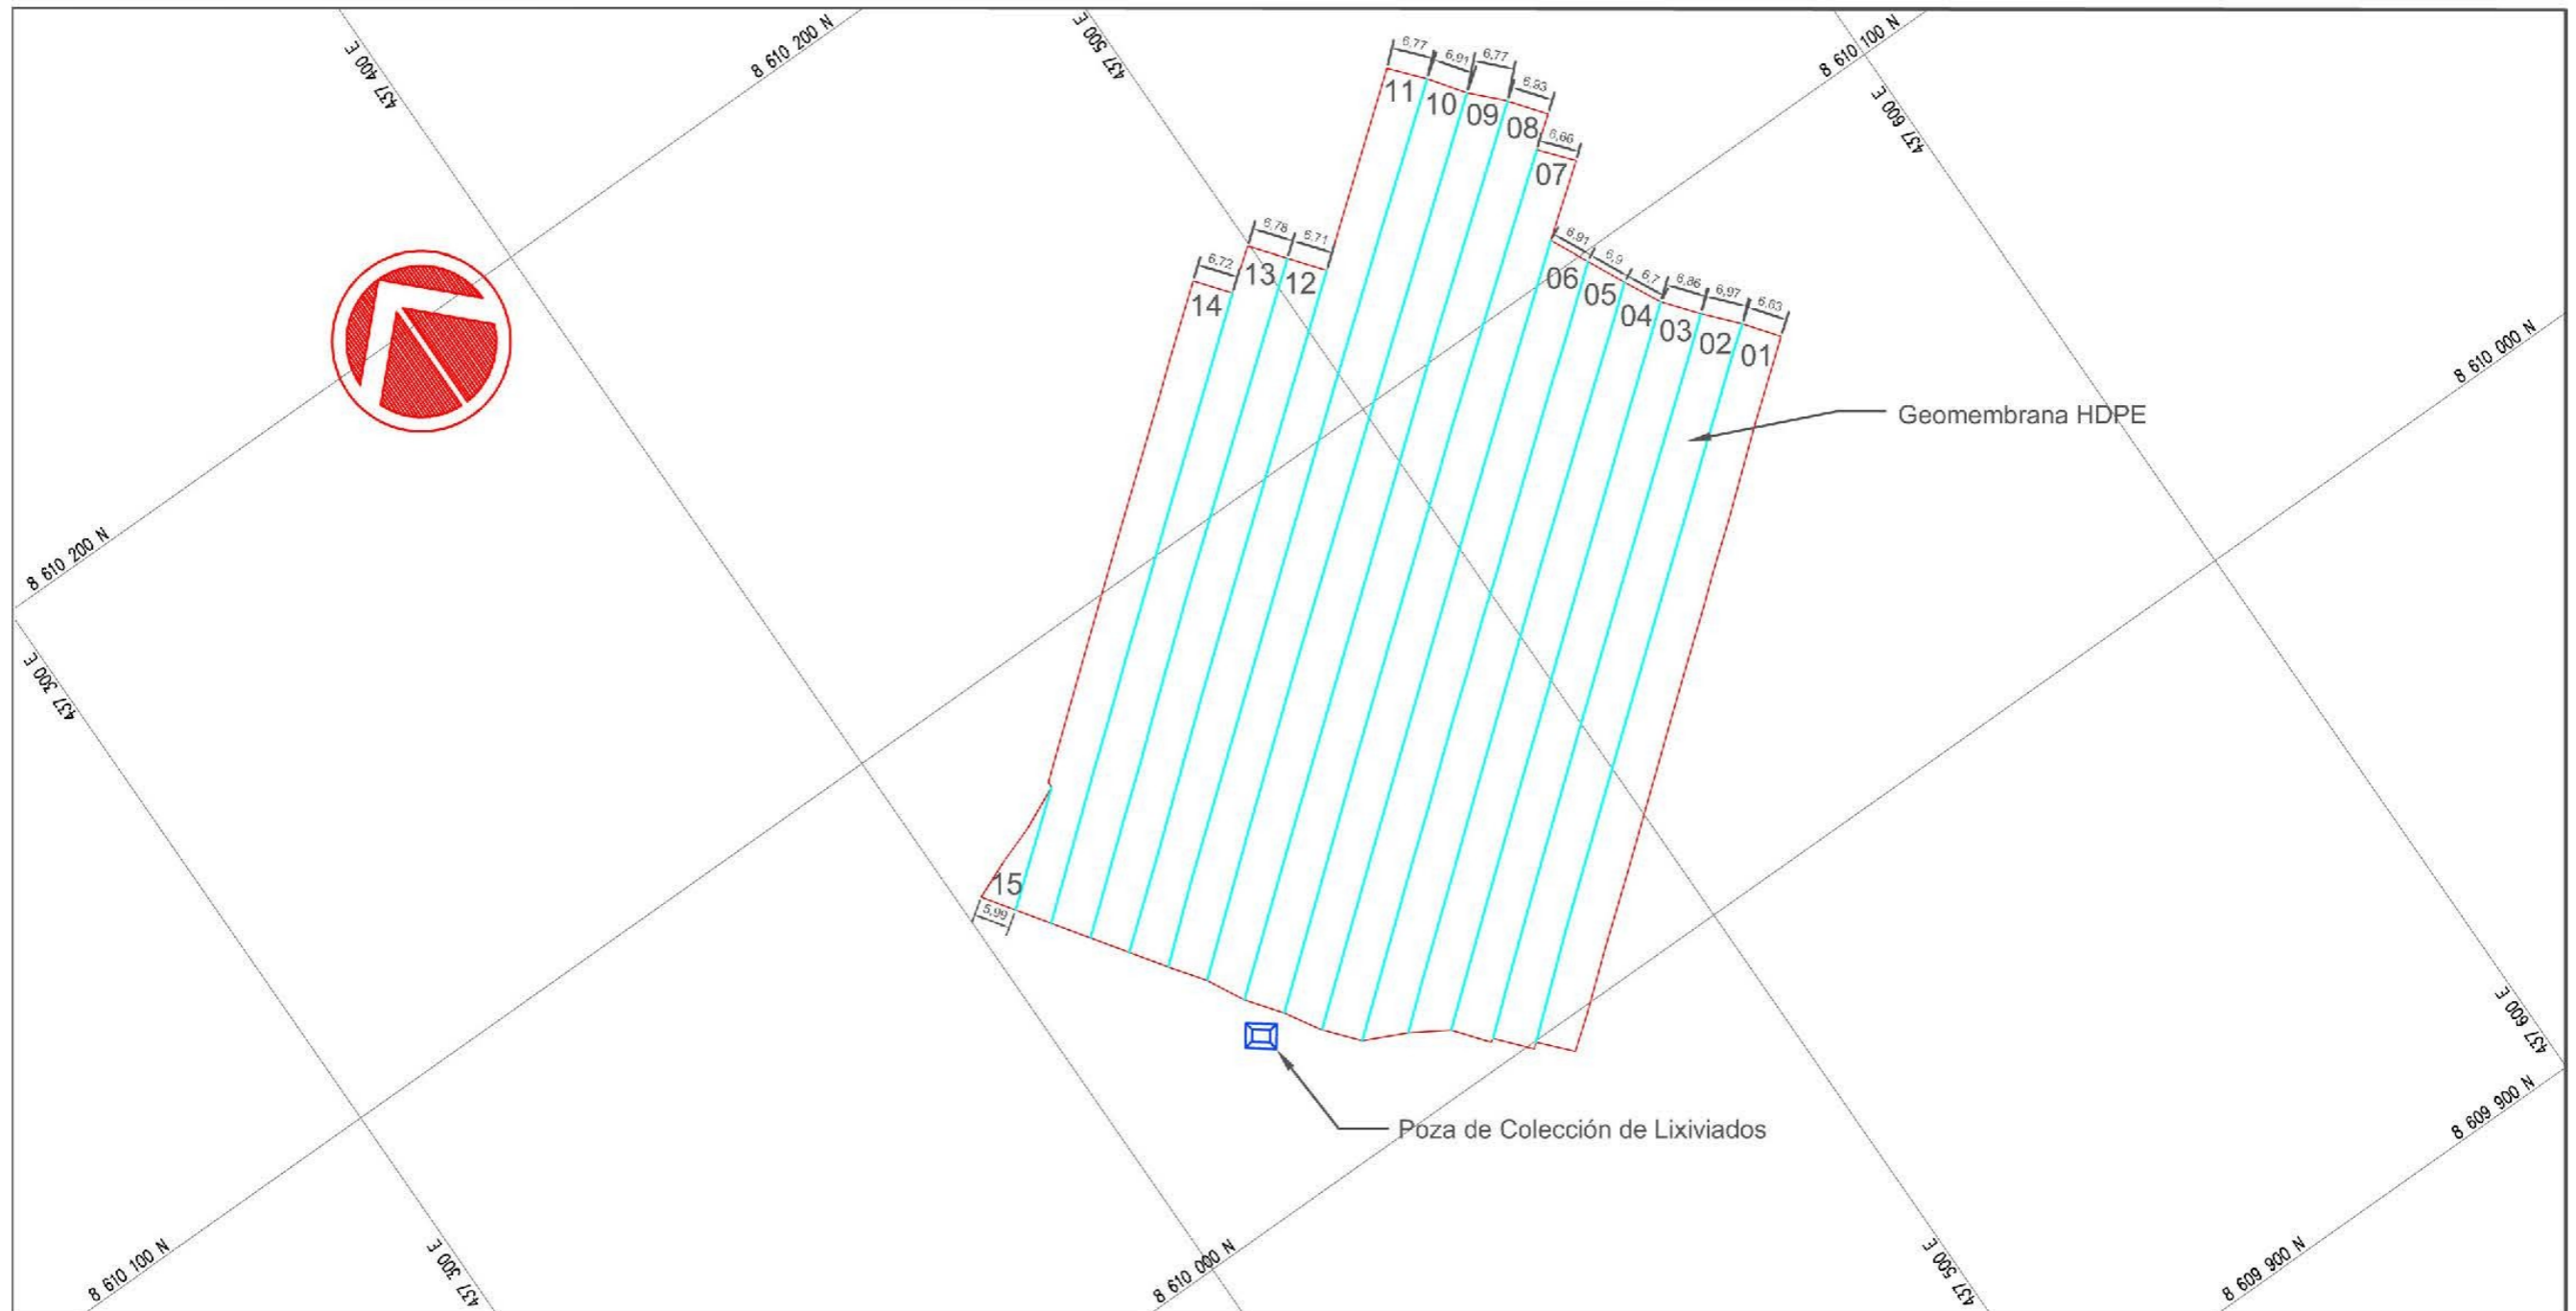 437 400 E
8 610 200 N
437 500 E
8 610 100 N
437 600 E
6,77
6,91
6,77
6,93
6,66
11
10
09
08
07
6,78
6,71
6,72
13
12
14
6,91
6,9
6,7
6,86
6,97
6,63
06
05
04
03
02
01
8 610 000 N
Geomembrana HDPE
8 610 200 N
437 300 E
15
5,99
Poza de Colección de Lixiviados
437 600 E
8 609 900 N
8 610 100 N
437 300 E
8 610 000 N
437 500 E
8 609 900 N